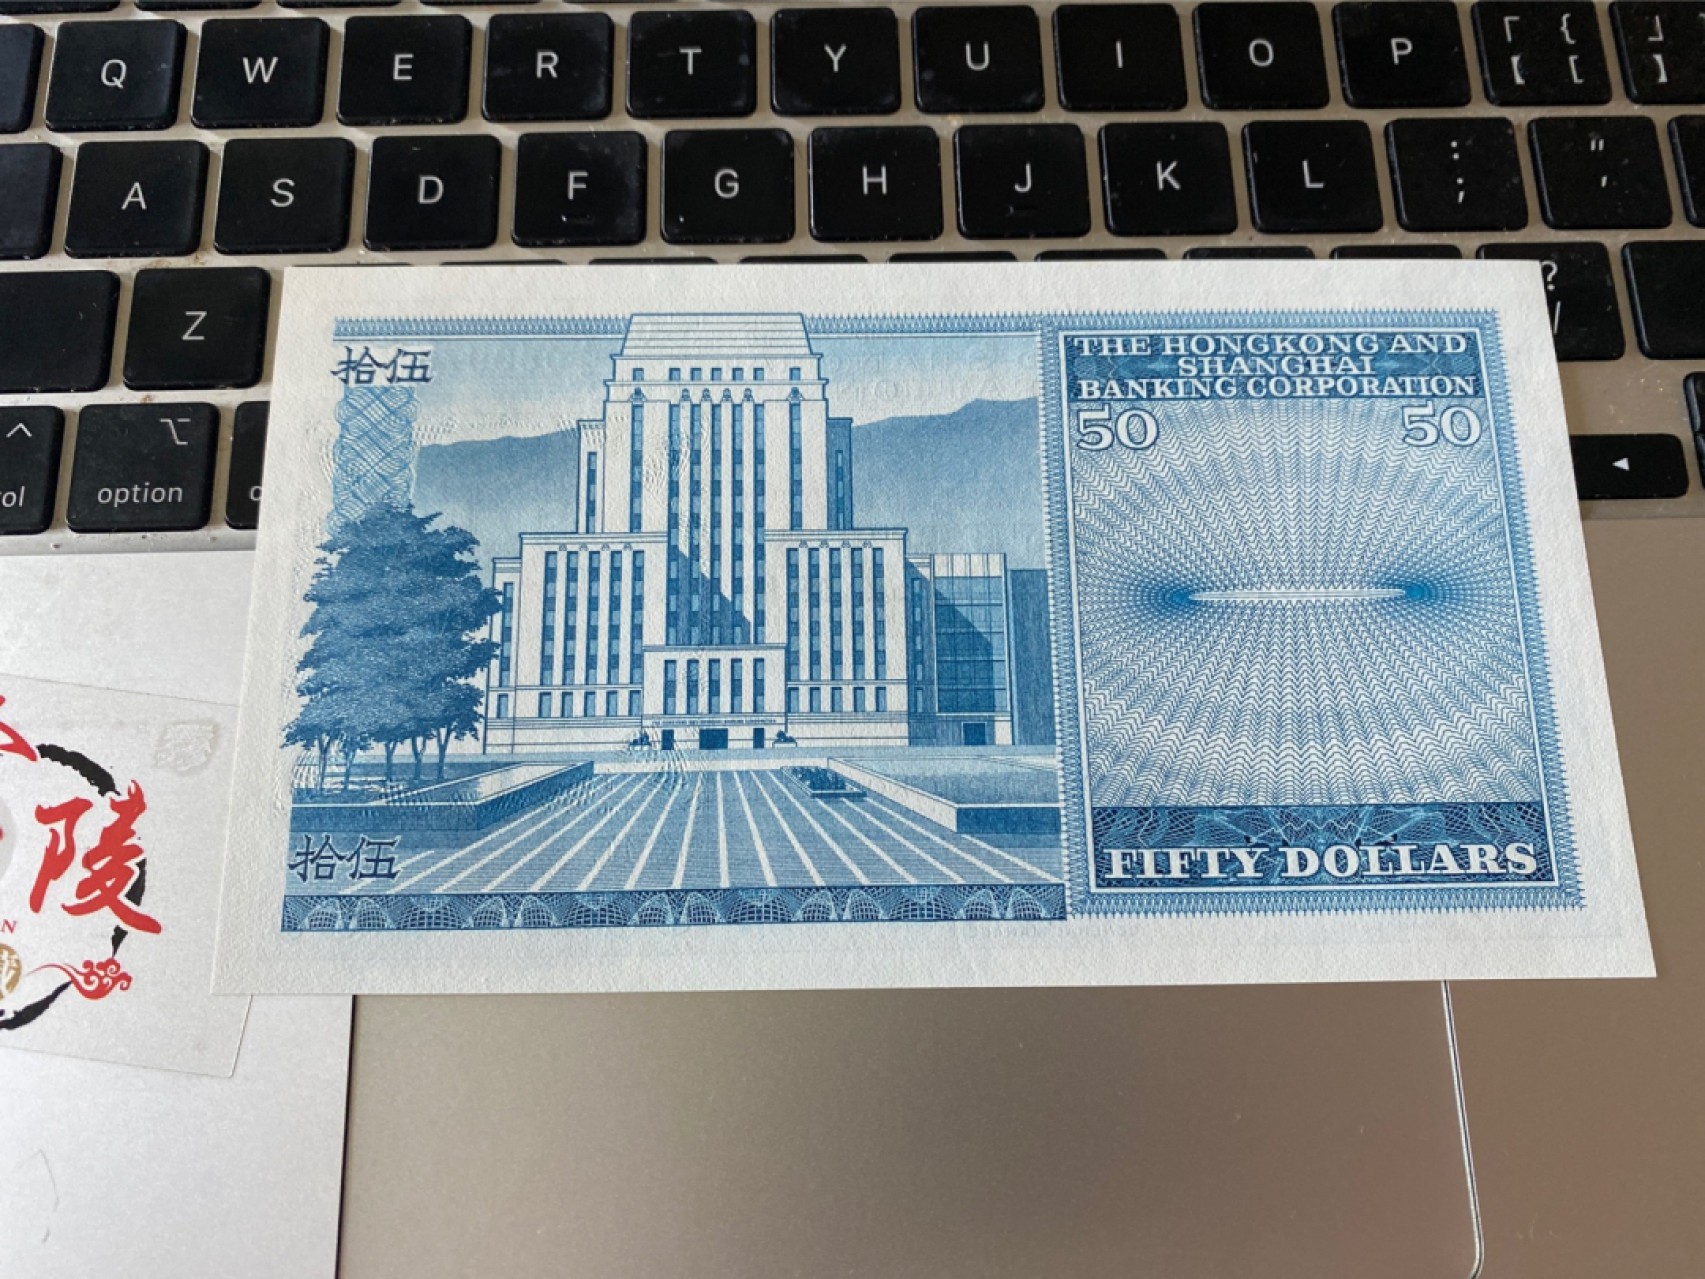 Q W E R T Y U I O P 「 { 【 [ 」 】
A S D F G H J K L : ; " '
Z ? /
option
拾伍
THE HONGKONG AND
SHANGHAI
BANKING CORPORATION
50 50
拾伍
FIFTY DOLLARS
陵